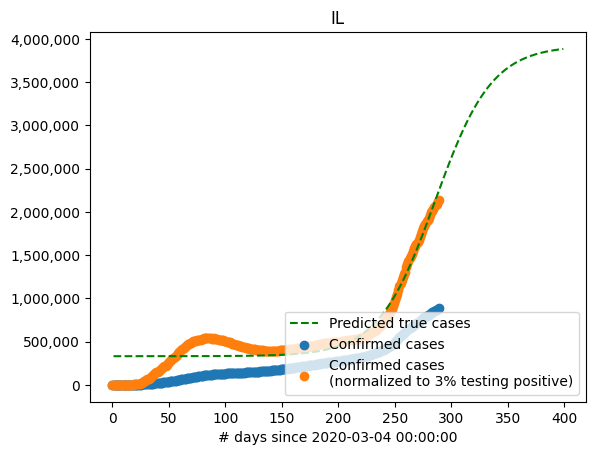 IL
4,000,000
3,500,000
3,000,000
2,500,000
2,000,000
1,500,000
1,000,000
500,000
0
Predicted true cases
Confirmed cases
Confirmed cases
(normalized to 3% testing positive)
0 50 100 150 200 250 300 350 400
# days since 2020-03-04 00:00:00